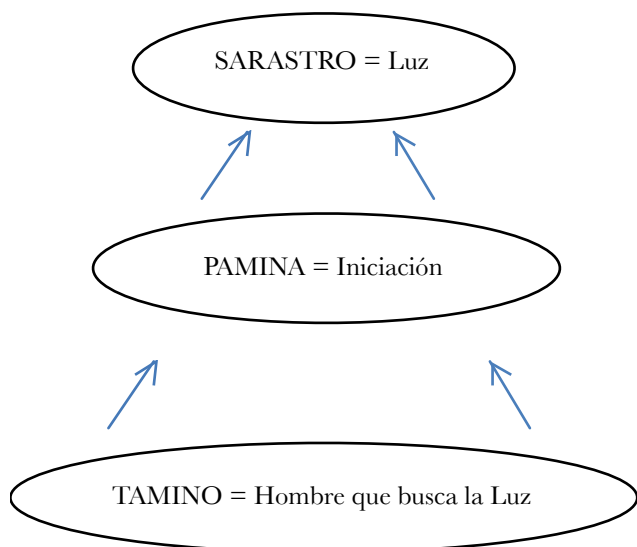 SARASTRO = Luz
PAMINA = Iniciación
TAMINO = Hombre que busca la Luz